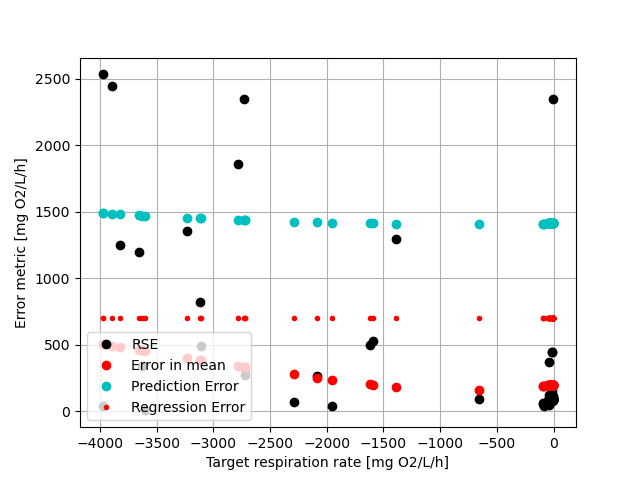 2500
2000
1500
1000
500
0
Error metric [mg O2/L/h]
RSE
Error in mean
Prediction Error
Regression Error
−4000 −3500 −3000 −2500 −2000 −1500 −1000 −500 0
Target respiration rate [mg O2/L/h]